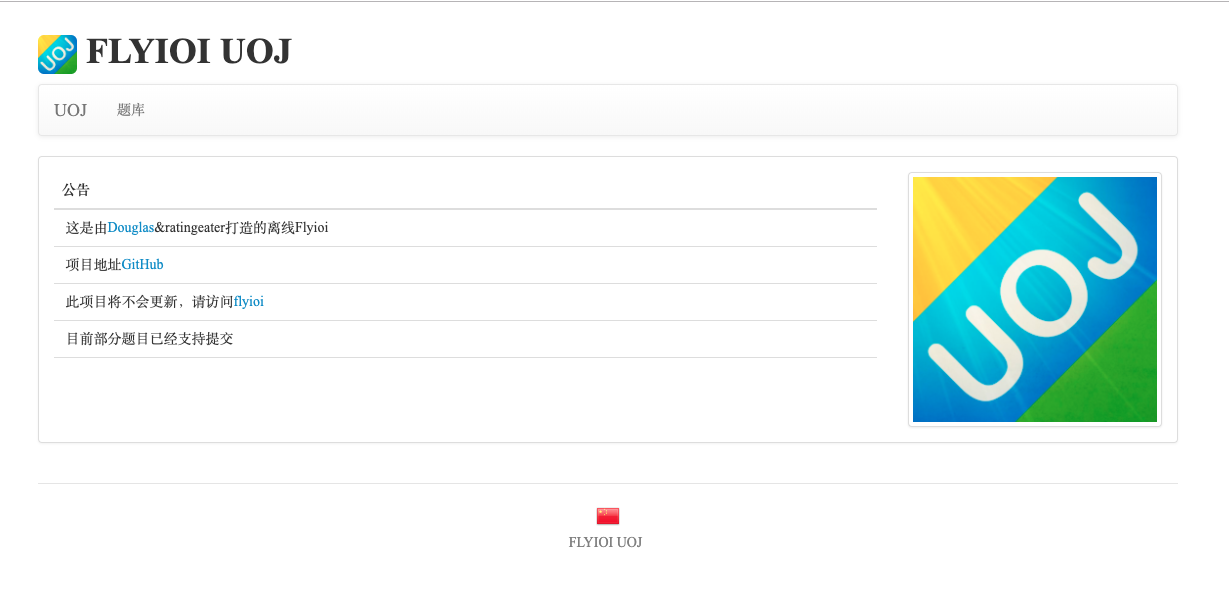 UOJ FLYIOI UOJ
UOJ 题库
公告
这是由Douglas&ratingeater打造的离线Flyioi
项目地址GitHub
此项目将不会更新，请访问flyioi
目前部分题目已经支持提交
UOJ
FLYIOI UOJ